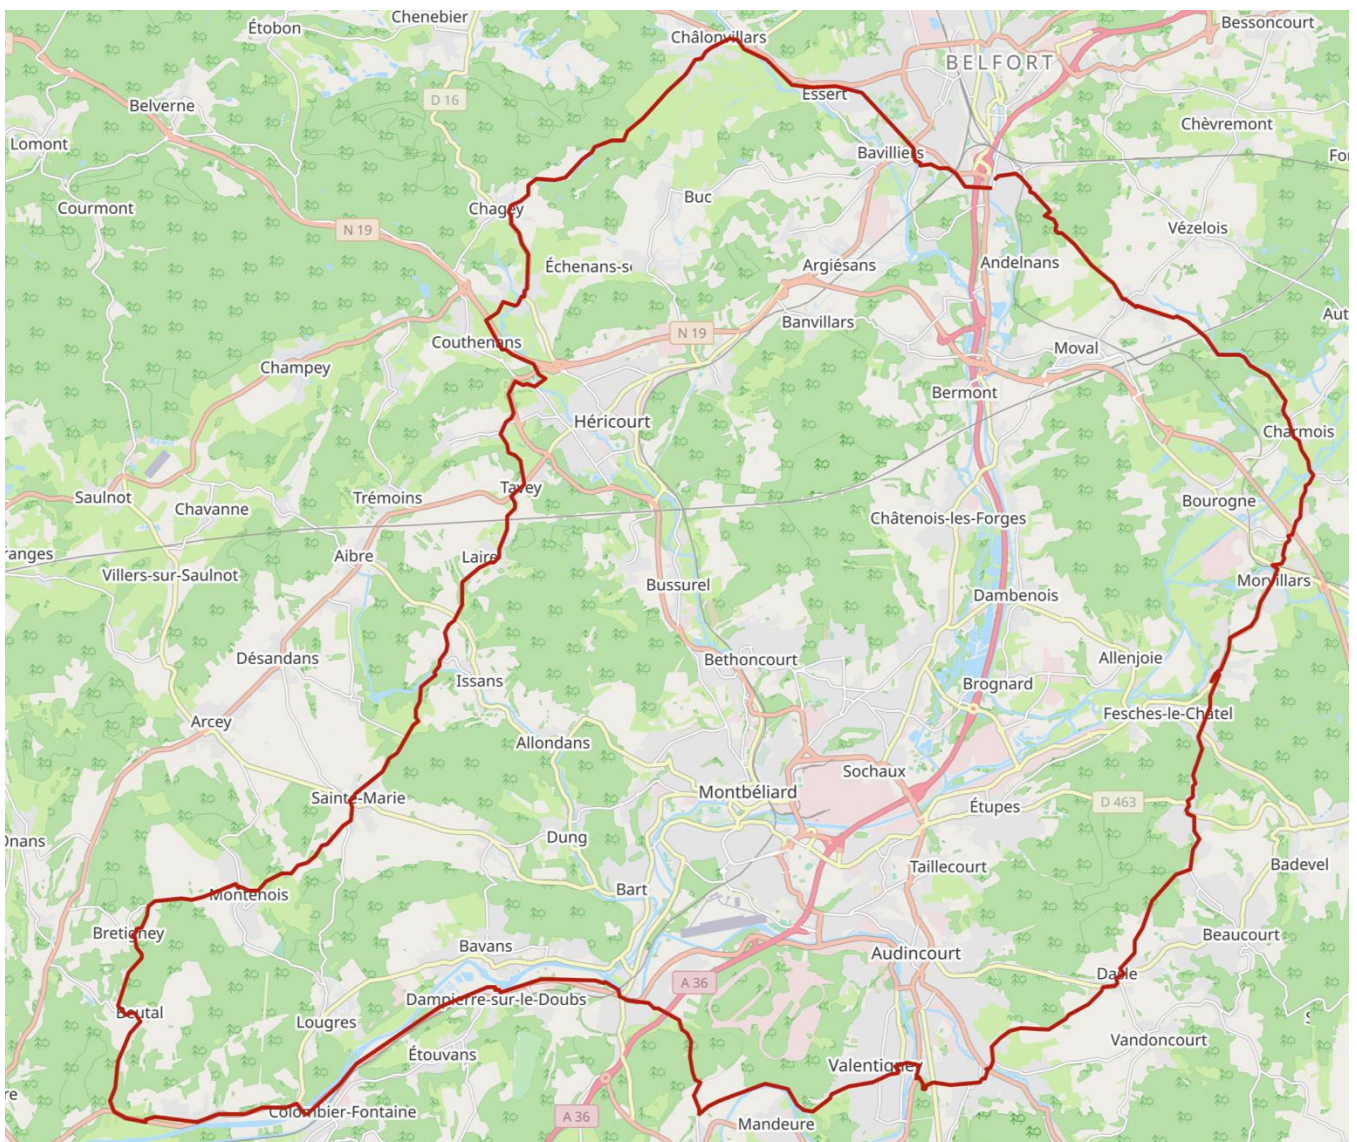 Étobon
Chenebier
Châlonvillars
Bessoncourt
BELFORT
Belverne
D 16
Essert
Chèvremont
Lomont
Bavilliers
Courmont
Chagey
Buc
N 19
Vézelois
Échenans-s
Argiésans
Andelnans
Banvillars
Couthenans
N 19
Moval
Champey
Bermont
Héricourt
Charmois
Saulnot
Trémoins
Tavey
Bourogne
Chavanne
Châtenois-les-Forges
anges
Aibre
Laire
Villers-sur-Saulnot
Bussurel
Dambenois
Morvillars
Désandans
Bethoncourt
Allenjoie
Issans
Brognard
Arcey
Allondans
Fesches-le-Châtel
Sochaux
Sainte-Marie
Montbéliard
Étupes
D 463
Dung
Taillecourt
Badevel
Bart
Montenois
Bretigney
Bavans
Audincourt
Beaucourt
Dasle
A 36
Dampierre-sur-le-Doubs
Beutal
Lougres
Étouvans
Vandoncourt
Valentigney
Colombier-Fontaine
A 36
Mandeure